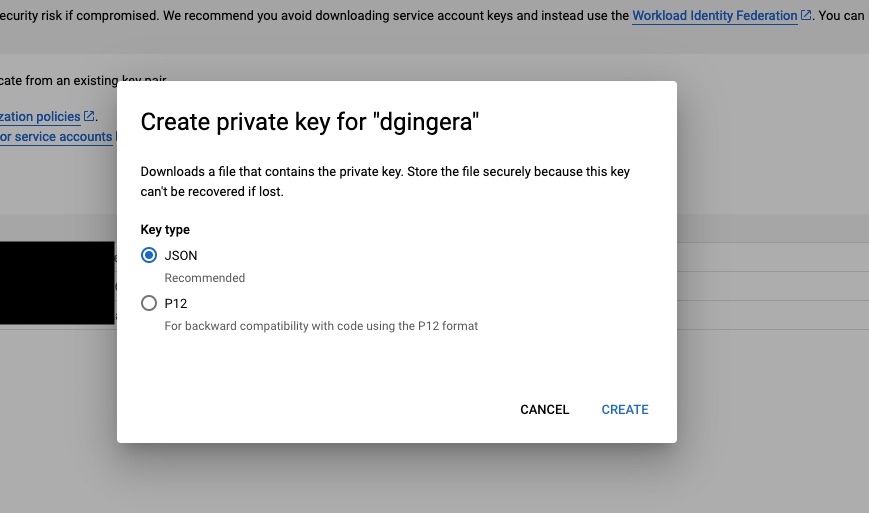 ecurity risk if compromised. We recommend you avoid downloading service account keys and instead use the Workload Identity Federation. You can
cate from an existing key pair.
zation policies.
or service accounts
Create private key for "dgingera"
Downloads a file that contains the private key. Store the file securely because this key
can't be recovered if lost.
Key type
JSON
Recommended
P12
For backward compatibility with code using the P12 format
CANCEL
CREATE